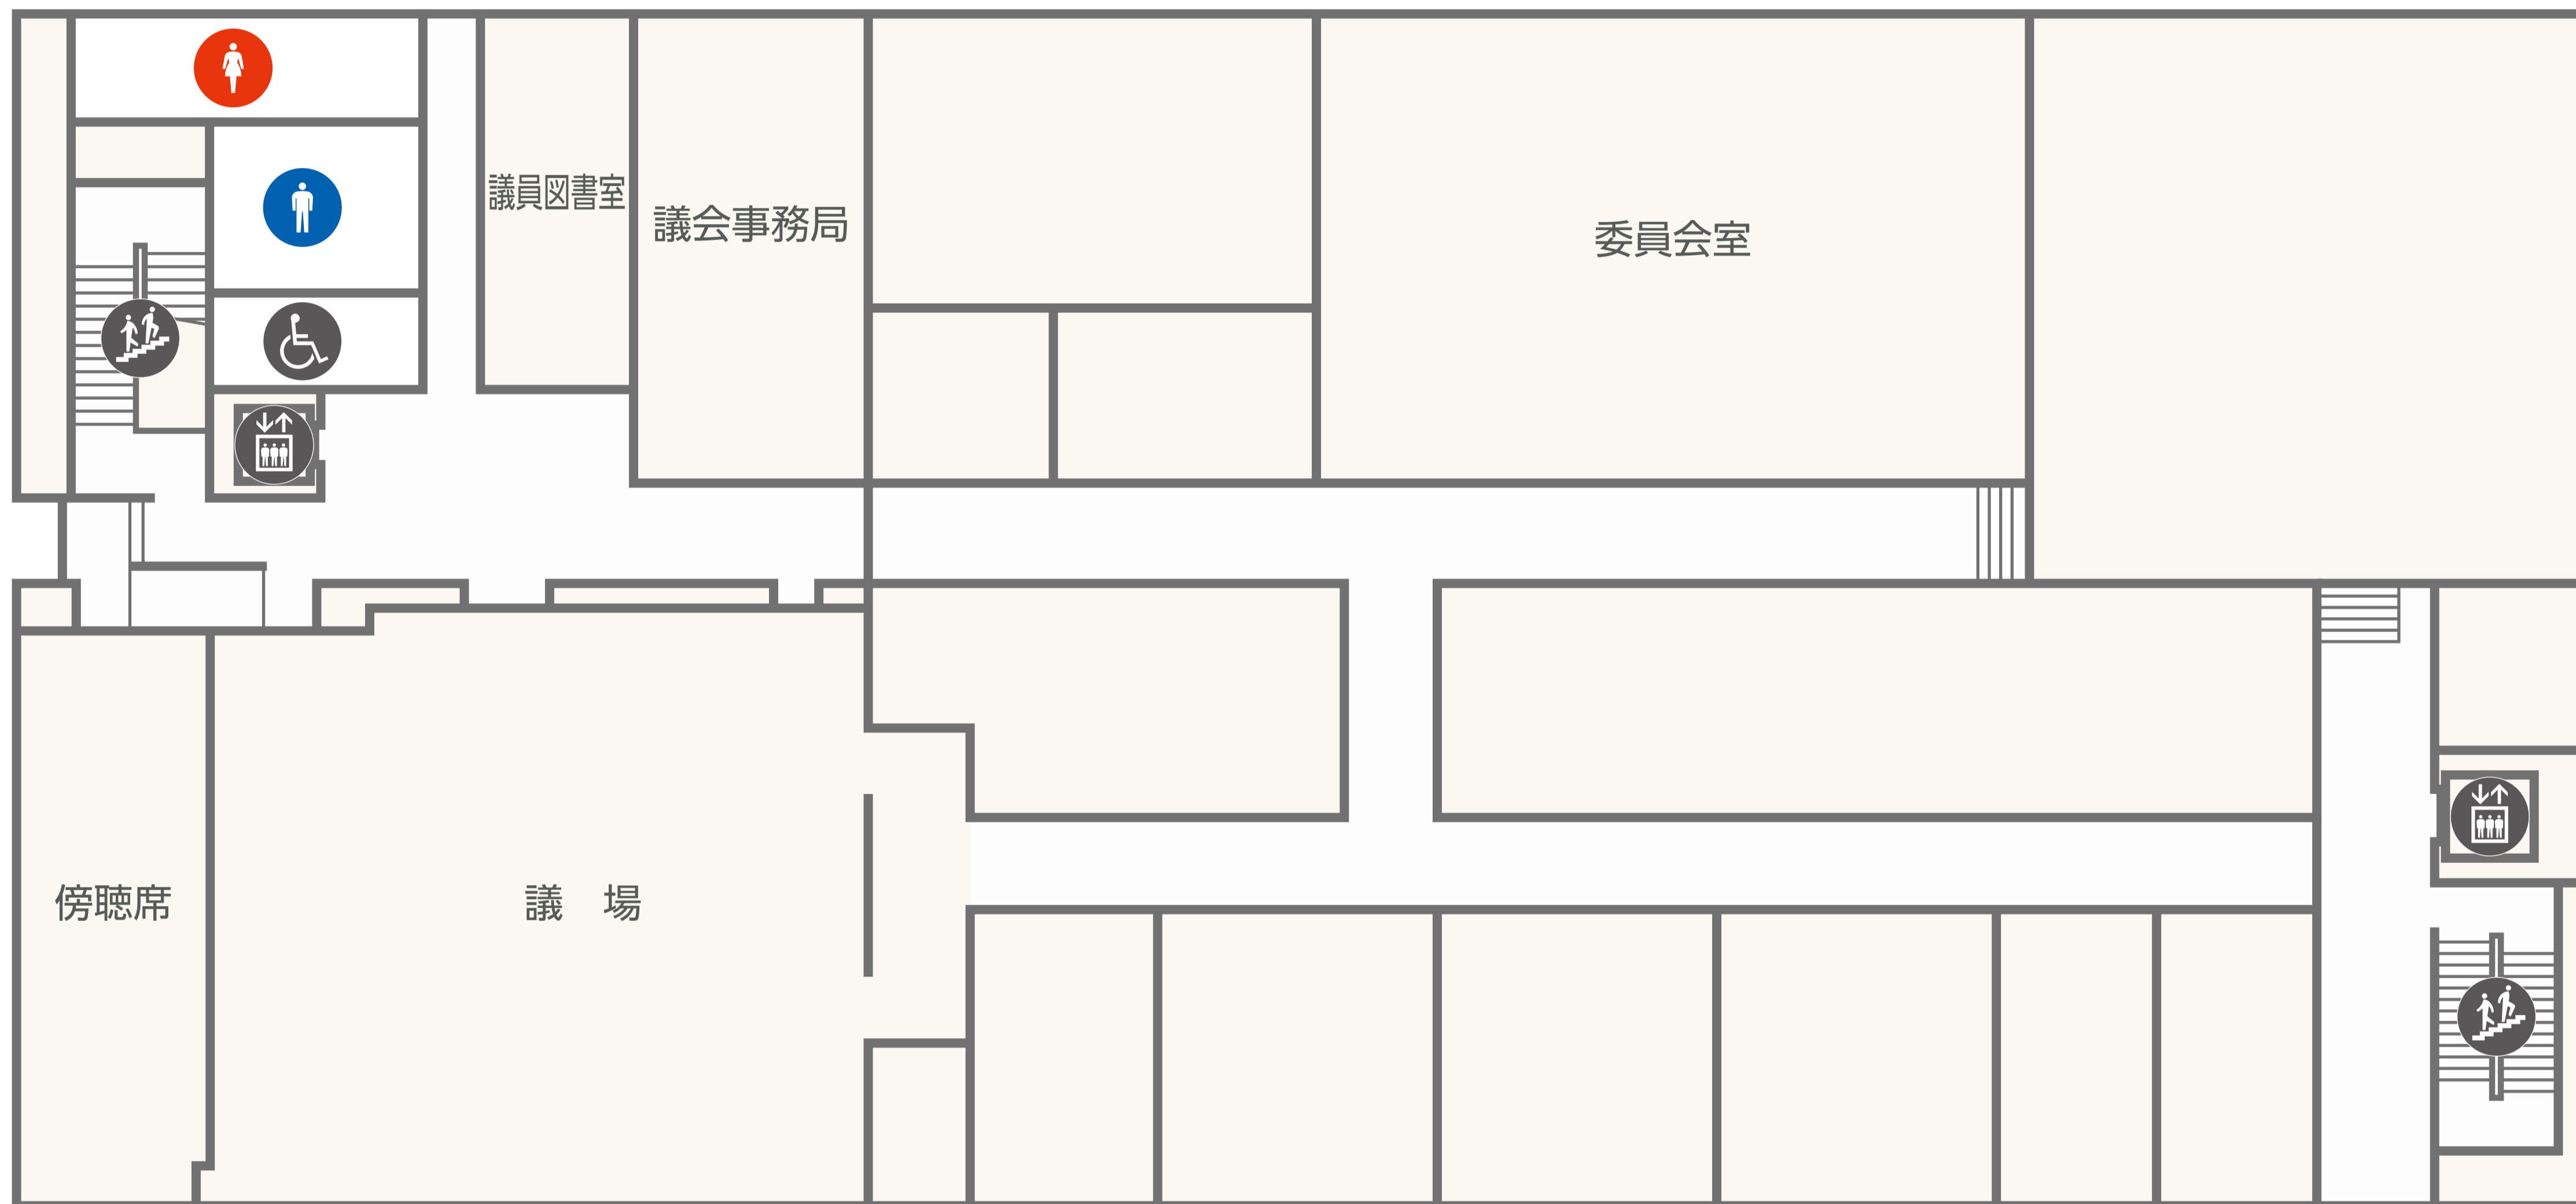 議員図書室
議会事務局
委員会室
傍聴席
議　場